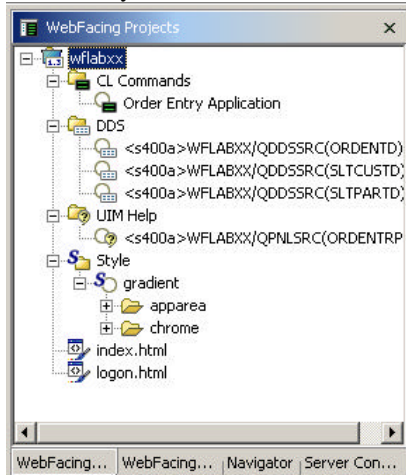 WebFacing Projects
wflabxx
CL Commands
Order Entry Application
DDS
<s400a>WFLABXX/QDDSSRC(ORDENTD)
<s400a>WFLABXX/QDDSSRC(SLTCUSTD)
<s400a>WFLABXX/QDDSSRC(SLTPARTD)
UIM Help
<s400a>WFLABXX/QPNLSRC(ORDENTRP
Style
gradient
apparea
chrome
index.html
logon.html
WebFacing... WebFacing... Navigator Server Con...